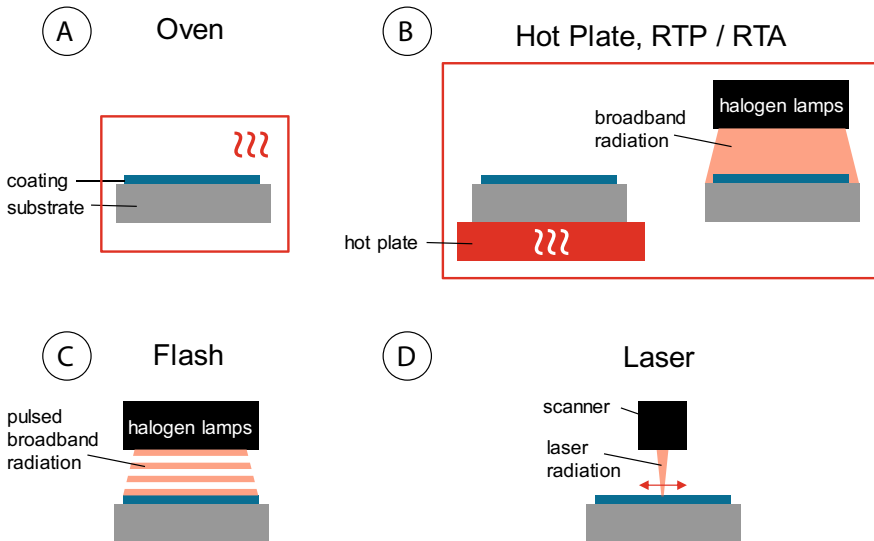 A
Oven
coating
substrate
B
Hot Plate, RTP / RTA
halogen lamps
broadband
radiation
hot plate
C
Flash
halogen lamps
pulsed
broadband
radiation
D
Laser
scanner
laser
radiation